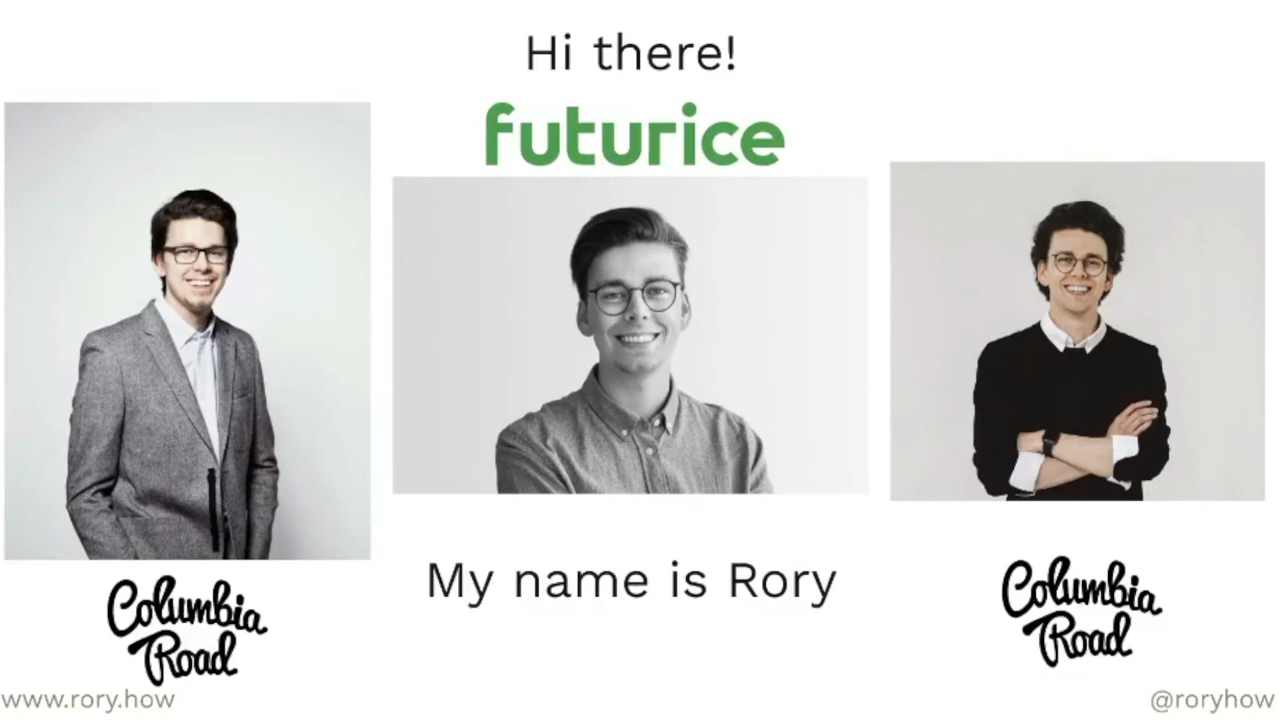 Hi there!
futurice
My name is Rory
Columbia
Road
Columbia
Road
www.rory.how
@roryhow